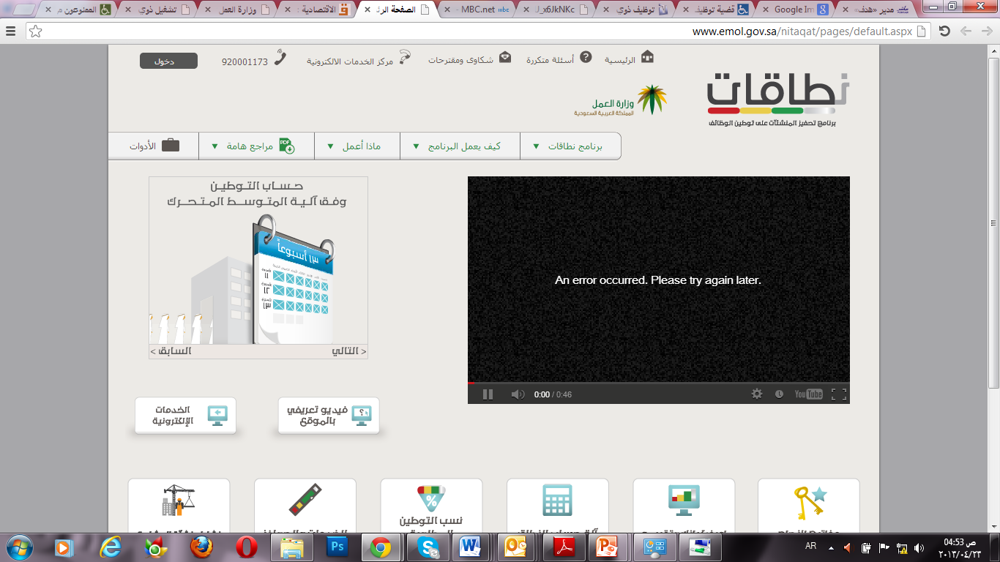 مدير «هدف»
قضية توظيف
Google Im
توظيف ذوي
J_x6JkNKc
MBC.net
الصفحة الرئ
الاقتصادية :
وزارة العمل
تشغيل ذوي
الممنوعون م
www.emol.gov.sa/nitaqat/pages/default.aspx
الرئيسية
أسئلة متكررة
شكاوى ومقترحات
مركز الخدمات الالكترونية
920001173
دخول
نطاقات
برنامج تحفيز المنشئآت على توطين الوظائف
وزارة العمل
المملكة العربية السعودية
برنامج نطاقات
كيف يعمل البرنامج
ماذا أعمل
PDF
مراجع هامة
الأدوات
حساب التوطين
وفق آلية المتوسط المتحرك
١٣ أسبوعاً
١١
١٢
١٣
< التالي
السابق >
An error occurred. Please try again later.
0:00 / 0:46
YouTube
فيديو تعريفي
بالموقع
الخدمات
الإلكترونية
%
نسب التوطين
AR
04:53 ص
٢٠١٣/٠٤/٢٣